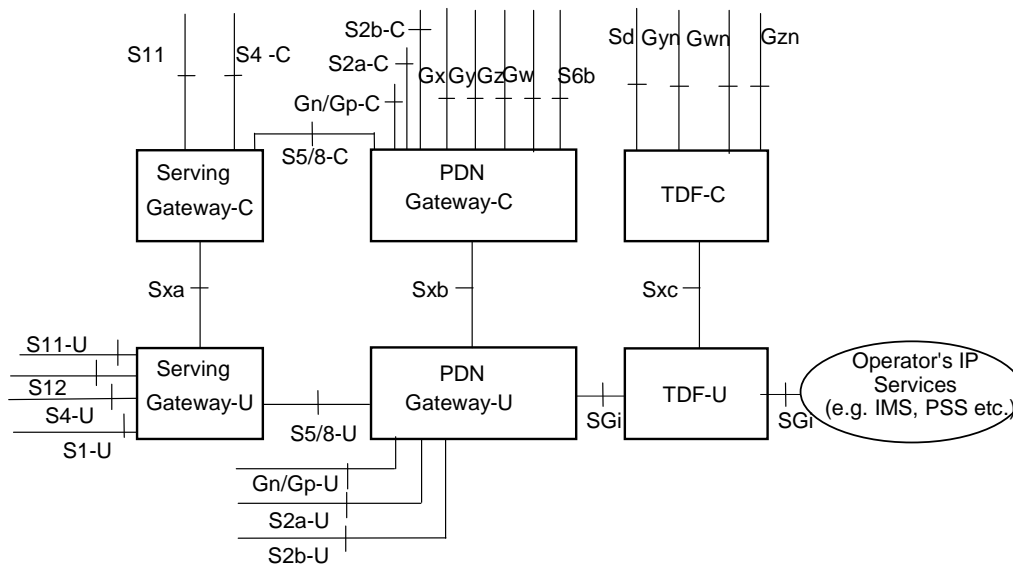 S11
S4 -C
S2b-C
S2a-C
Gn/Gp-C
Gx
Gy
Gz
Gw
S6b
Sd
Gyn
Gwn
Gzn
S5/8-C
Serving
Gateway-C
PDN
Gateway-C
TDF-C
Sxa
Sxb
Sxc
S11-U
S12
S4-U
S1-U
Serving
Gateway-U
S5/8-U
PDN
Gateway-U
SGi
TDF-U
SGi
Operator's IP
Services
(e.g. IMS, PSS etc.)
Gn/Gp-U
S2a-U
S2b-U